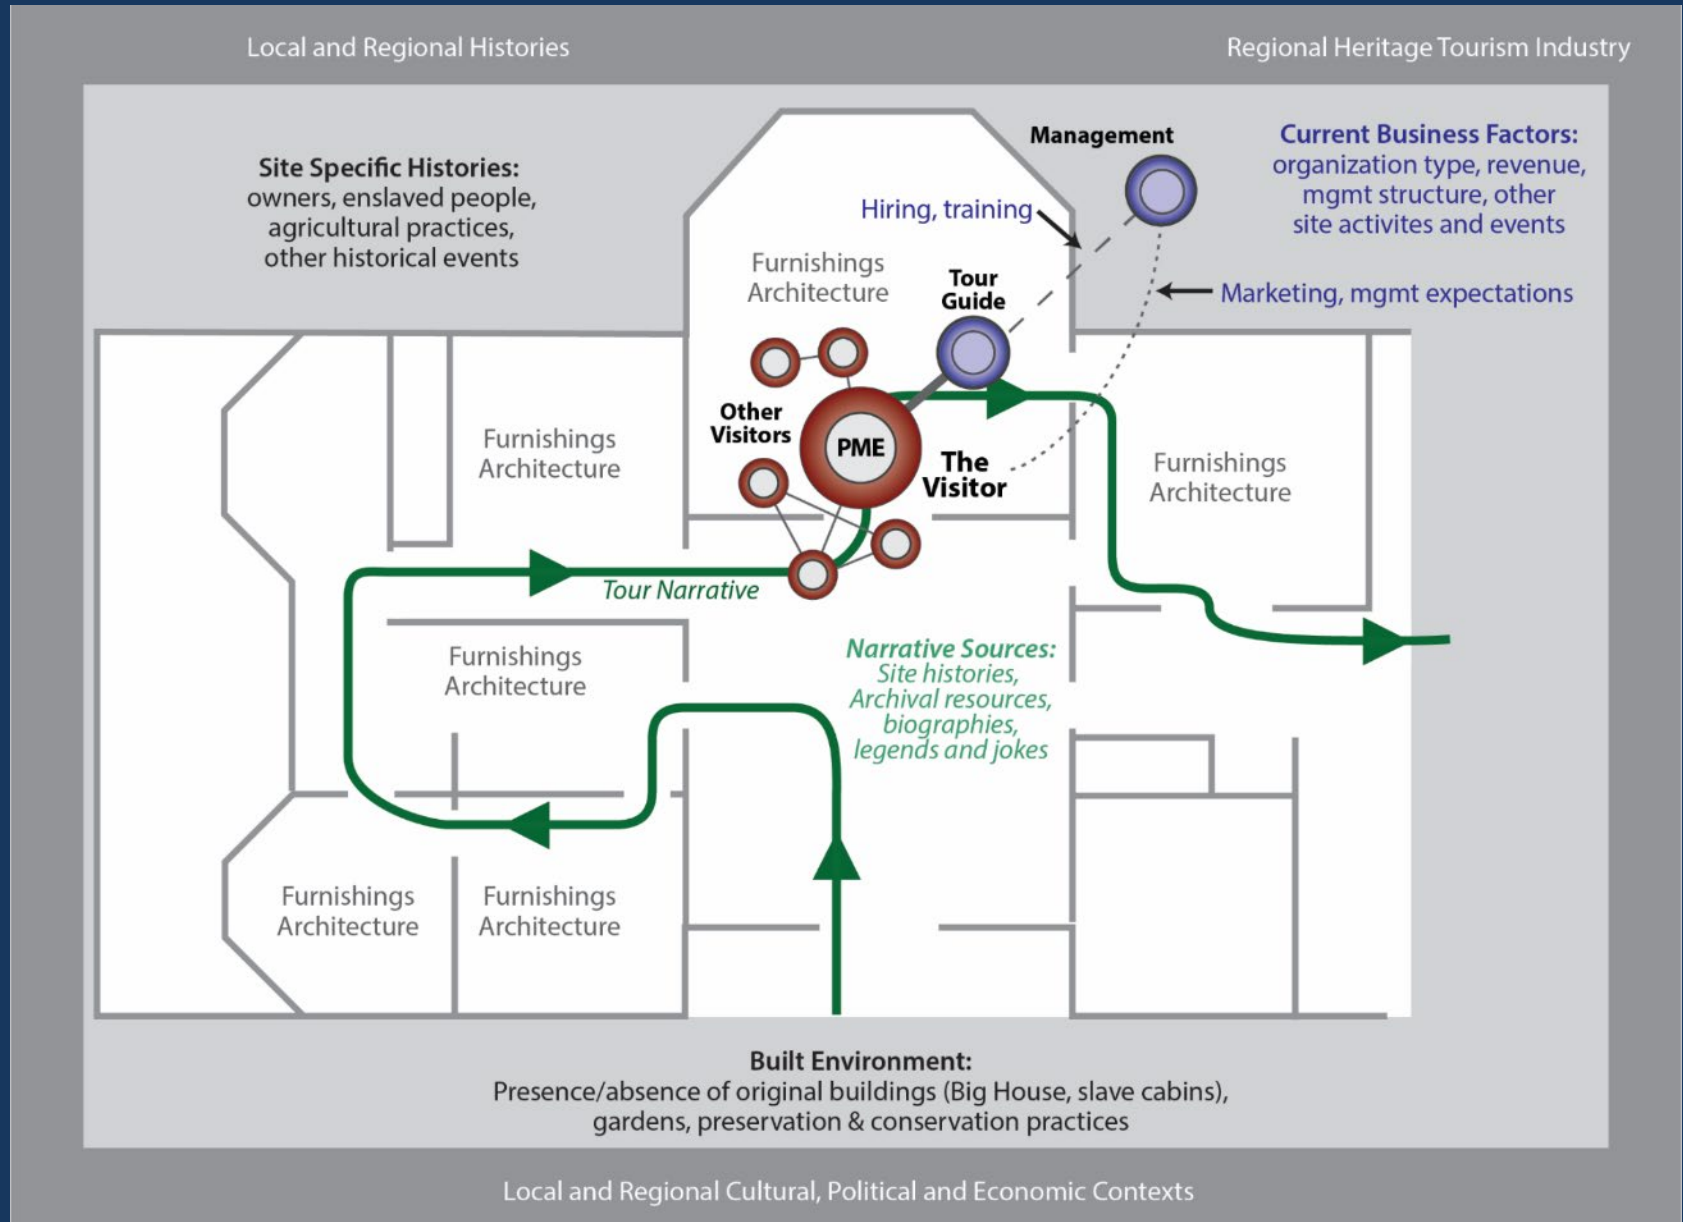 Local and Regional Histories
Regional Heritage Tourism Industry
Site Specific Histories:
owners, enslaved people,
agricultural practices,
other historical events
Management
Current Business Factors:
organization type, revenue,
mgmt structure, other
site activites and events
Hiring, training
Marketing, mgmt expectations
Furnishings
Architecture
Tour
Guide
Other
Visitors
PME
The
Visitor
Furnishings
Architecture
Furnishings
Architecture
Tour Narrative
Furnishings
Architecture
Narrative Sources:
Site histories,
Archival resources,
biographies,
legends and jokes
Furnishings
Architecture
Furnishings
Architecture
Built Environment:
Presence/absence of original buildings (Big House, slave cabins),
gardens, preservation & conservation practices
Local and Regional Cultural, Political and Economic Contexts